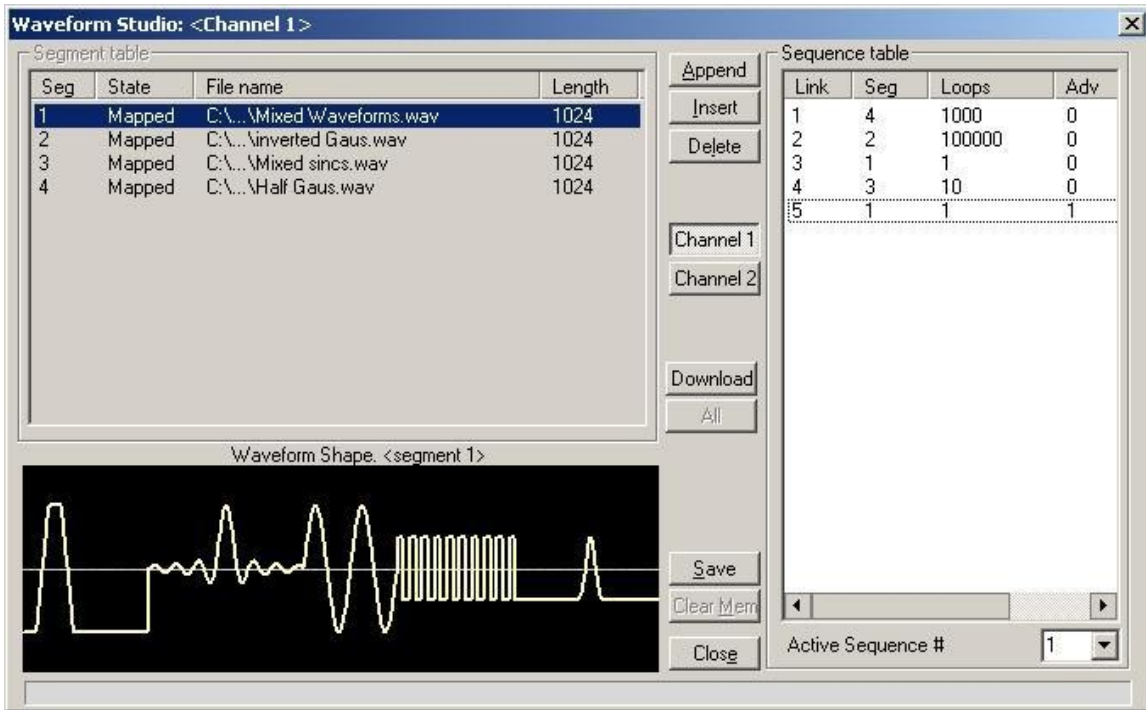 Waveform Studio: <Channel 1>
Segment table
Seg State File name Length
1 Mapped C:\...\Mixed Waveforms.wav 1024
2 Mapped C:\...\inverted Gaus.wav 1024
3 Mapped C:\...\Mixed sincs.wav 1024
4 Mapped C:\...\Half Gaus.wav 1024
Waveform Shape. <segment 1>
Append
Insert
Delete
Channel 1
Channel 2
Download
All
Save
Clear Mem
Close
Sequence table
Link Seg Loops Adv
1 4 1000 0
2 2 100000 0
3 1 1 0
4 3 10 0
5 1 1 1
Active Sequence # 1